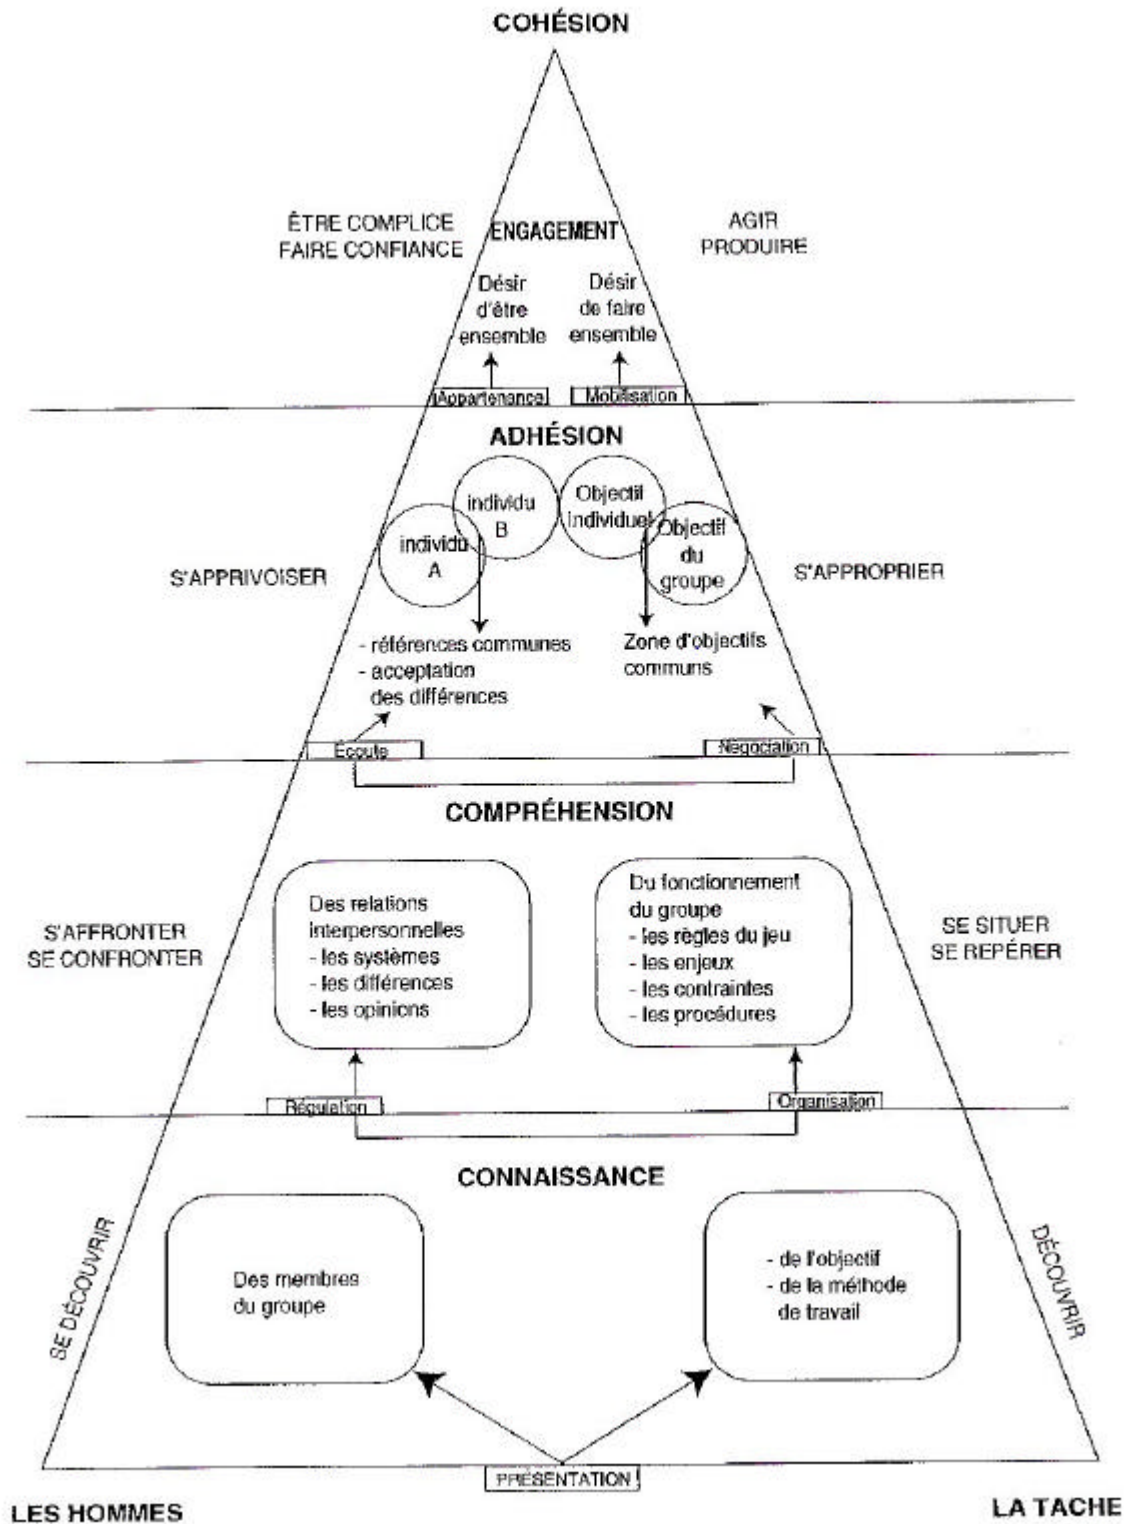 COHÉSION
ÊTRE COMPLICE
FAIRE CONFIANCE
ENGAGEMENT
AGIR
PRODUIRE
Désir
d'être
ensemble
Désir
de faire
ensemble
Appartenance
Mobilisation
ADHÉSION
individu
B
Objectif
individuel
individu
A
Objectif
du
groupe
S'APPRIVOISER
S'APPROPRIER
- références communes
- acceptation
des différences
Zone d'objectifs
communs
Écoute
Négociation
COMPRÉHENSION
S'AFFRONTER
SE CONFRONTER
Des relations
interpersonnelles
- les systèmes
- les différences
- les opinions
Du fonctionnement
du groupe
- les règles du jeu
- les enjeux
- les contraintes
- les procédures
SE SITUER
SE REPÉRER
Régulation
Organisation
CONNAISSANCE
SE DÉCOUVRIR
Des membres
du groupe
- de l'objectif
- de la méthode
de travail
DÉCOUVRIR
PRÉSENTATION
LES HOMMES
LA TACHE